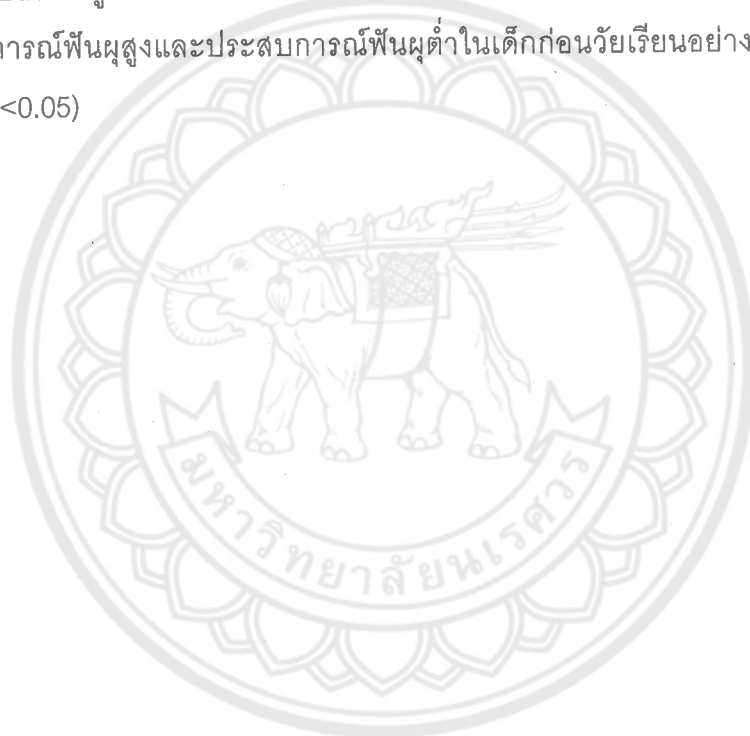 การณ์ฟันผุสูงและประสบการณ์ฟันผุต่ำในเด็กก่อนวัยเรียนอย่าง
<0.05)
มหาวิทยาลัยนเรศวร